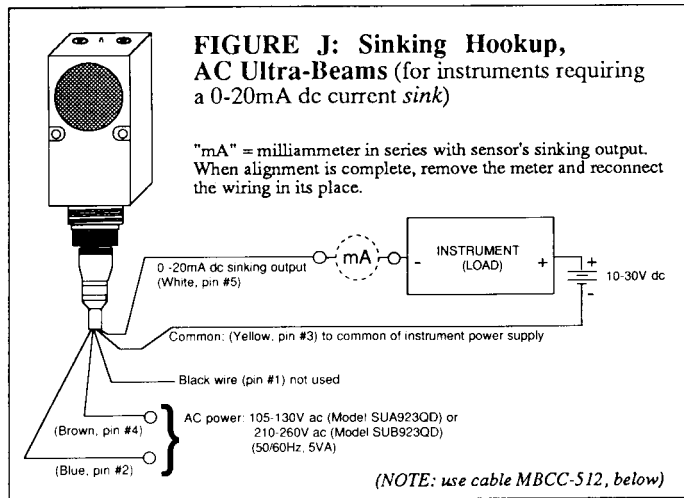 FIGURE J: Sinking Hookup,
AC Ultra-Beams (for instruments requiring
a 0-20mA dc current sink)
"mA" = milliammeter in series with sensor's sinking output.
When alignment is complete, remove the meter and reconnect
the wiring in its place.
0 -20mA dc sinking output
(White, pin #5)
mA
-
INSTRUMENT
(LOAD)
+
+
10-30V dc
-
Common: (Yellow, pin #3) to common of instrument power supply
Black wire (pin #1) not used
(Brown, pin #4)
(Blue, pin #2)
AC power: 105-130V ac (Model SUA923QD) or
210-260V ac (Model SUB923QD)
(50/60Hz, 5VA)
(NOTE: use cable MBCC-512, below)